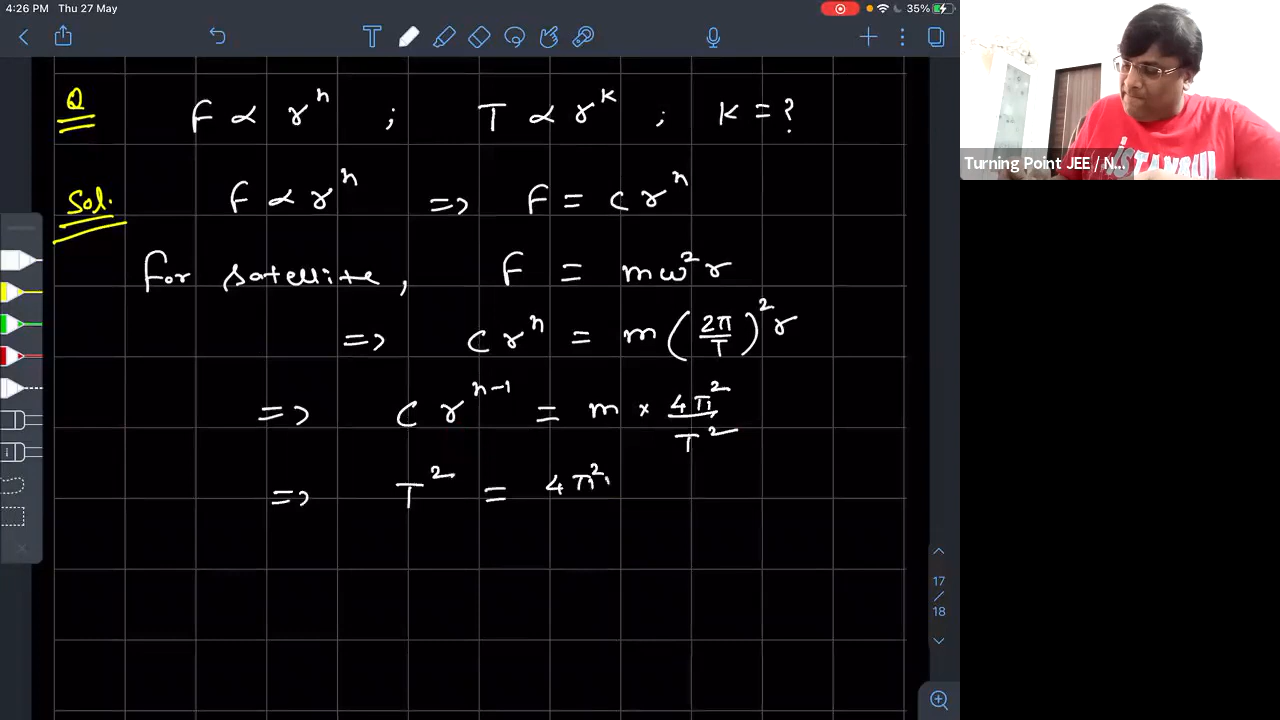 4:26 PM Thu 27 May 35%
Q F ∝ r^n ; T ∝ r^k ; K = ?
Sol. F ∝ r^n => F = c r^n
For satellite, F = mω²r
=> c r^n = m (2π/T)² r
=> c r^(n-1) = m × 4π²/T²
=> T² = 4π²
Turning Point JEE / N...
İSTANBUL
17
/
18